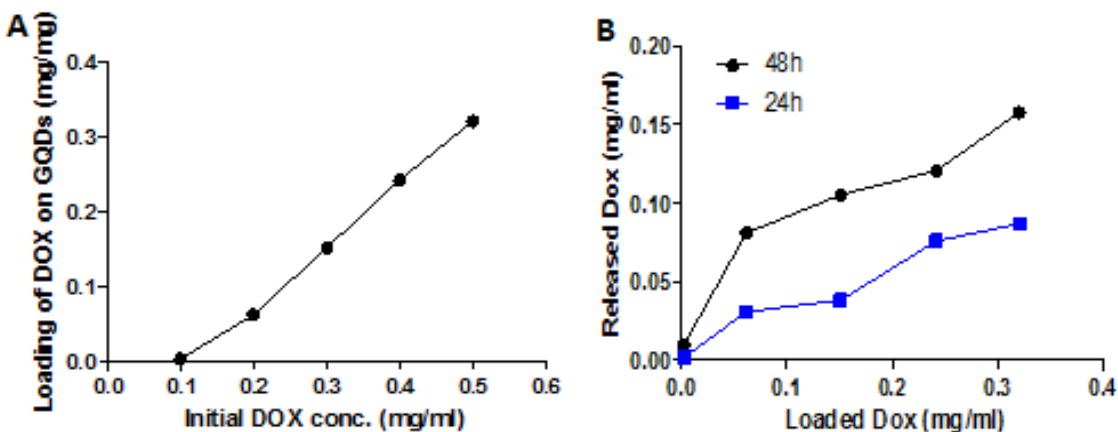 A
Loading of DOX on GQDs (mg/mg)
0.4
0.3
0.2
0.1
0.0
0.0 0.1 0.2 0.3 0.4 0.5 0.6
Initial DOX conc. (mg/ml)
B
Released Dox (mg/ml)
0.20
0.15
0.10
0.05
0.00
48h
24h
0.0 0.1 0.2 0.3 0.4
Loaded Dox (mg/ml)